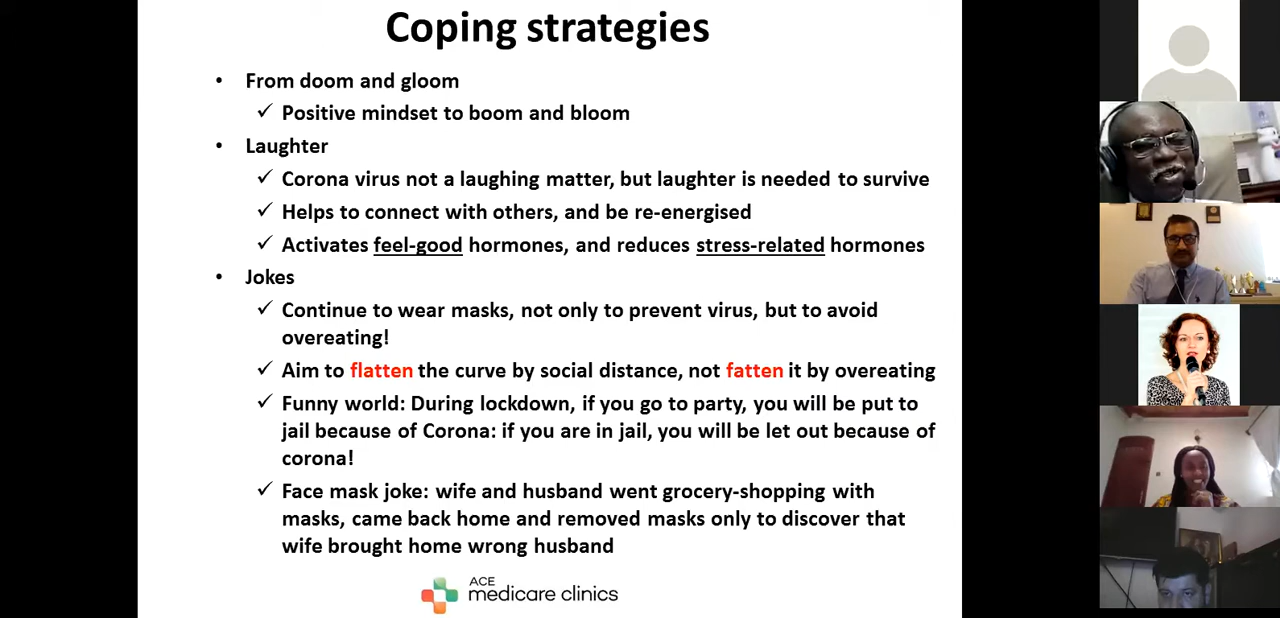 Coping strategies
• From doom and gloom
✓ Positive mindset to boom and bloom
• Laughter
✓ Corona virus not a laughing matter, but laughter is needed to survive
✓ Helps to connect with others, and be re-energised
✓ Activates feel-good hormones, and reduces stress-related hormones
• Jokes
✓ Continue to wear masks, not only to prevent virus, but to avoid
overeating!
✓ Aim to flatten the curve by social distance, not fatten it by overeating
✓ Funny world: During lockdown, if you go to party, you will be put to
jail because of Corona: if you are in jail, you will be let out because of
corona!
✓ Face mask joke: wife and husband went grocery-shopping with
masks, came back home and removed masks only to discover that
wife brought home wrong husband
ACE
medicare clinics